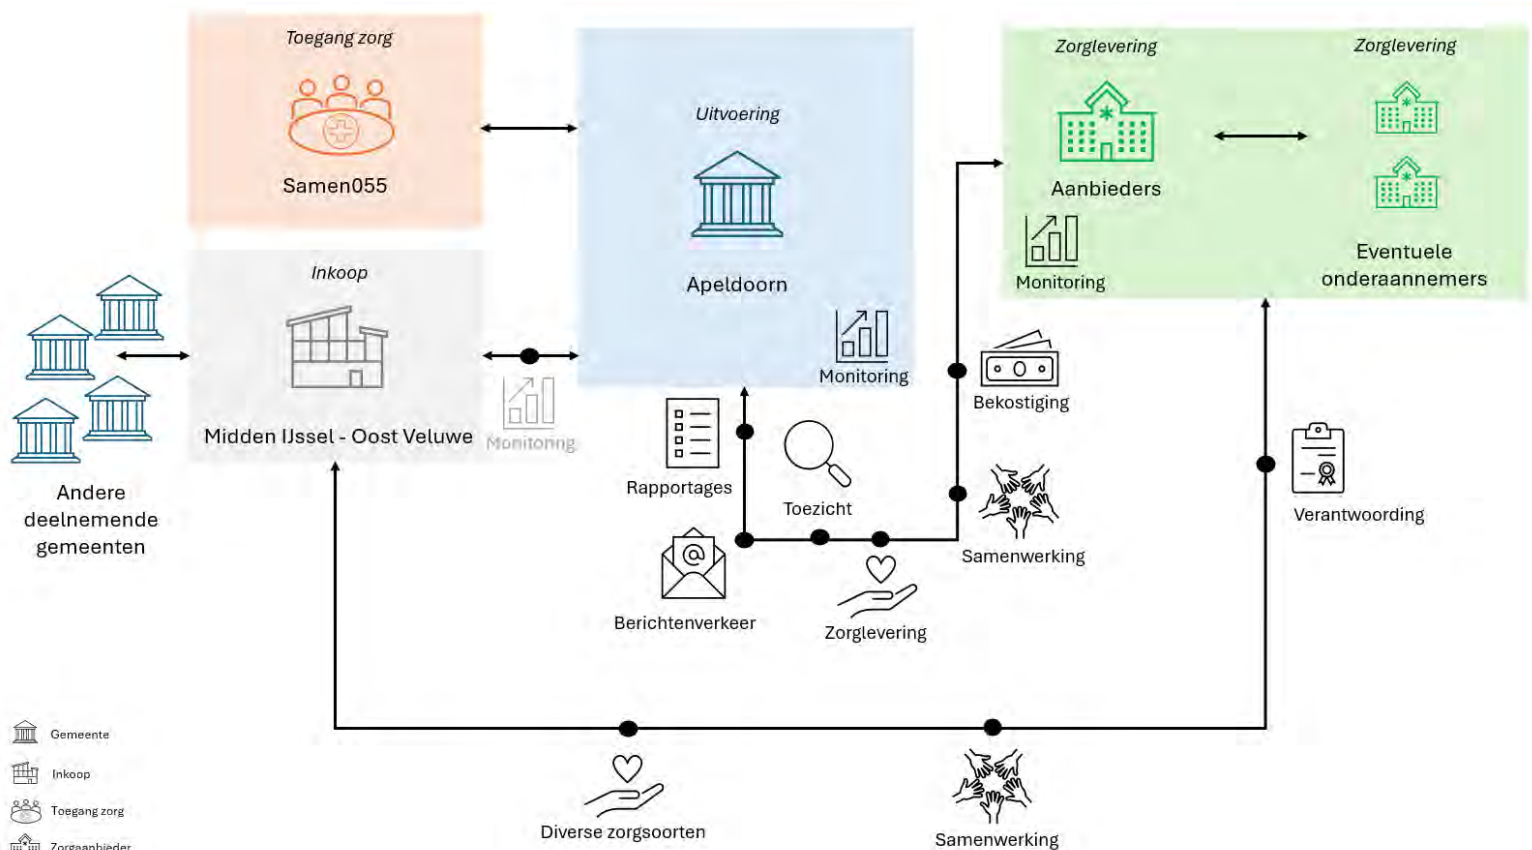 Toegang zorg
Samen055
Inkoop
Midden IJssel - Oost Veluwe
Andere
deelnemende
gemeenten
Monitoring
Uitvoering
Apeldoorn
Monitoring
Zorglevering
Aanbieders
Monitoring
Zorglevering
Eventuele
onderaannemers
Rapportages
Toezicht
Berichtenverkeer
Zorglevering
Bekostiging
Samenwerking
Verantwoording
Diverse zorgsoorten
Samenwerking
Gemeente
Inkoop
Toegang zorg
Zorgaanbieder